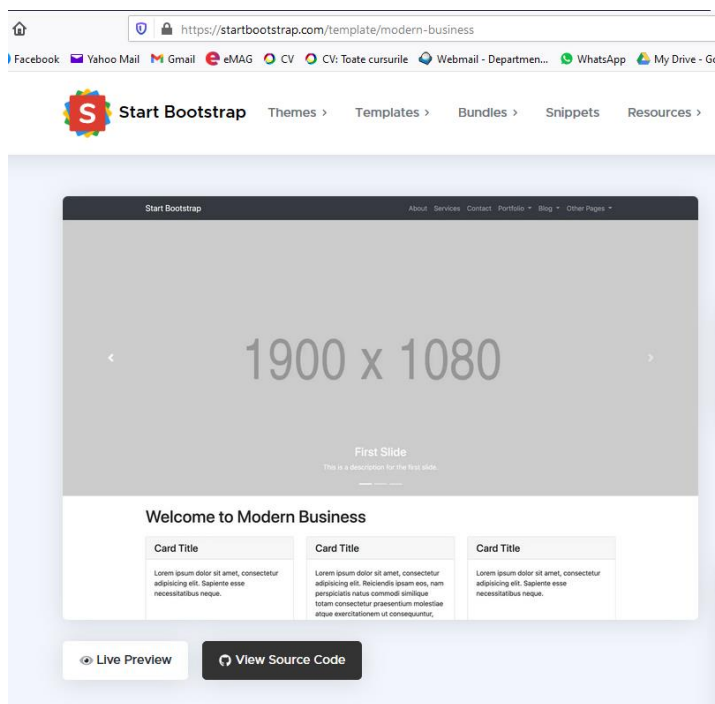 https://startbootstrap.com/template/modern-business
Facebook Yahoo Mail Gmail eMAG CV CV: Toate cursurile Webmail - Departmen... WhatsApp My Drive - Go
S Start Bootstrap Themes > Templates > Bundles > Snippets Resources >
Start Bootstrap About Services Contact Portfolio Blog Other Pages
1900 x 1080
First Slide
This is a description for the first slide.
Welcome to Modern Business
Card Title Card Title Card Title
Lorem ipsum dolor sit amet, consectetur Lorem ipsum dolor sit amet, consectetur Lorem ipsum dolor sit amet, consectetur
adipisicing elit. Sapiente esse adipisicing elit. Reiciendis ipsam eos, nam adipisicing elit. Sapiente esse
necessitatibus neque. perspiciatis natus commodi similique necessitatibus neque.
totam consectetur praesentium molestiae
atque exercitationem ut consequuntur,
Live Preview View Source Code